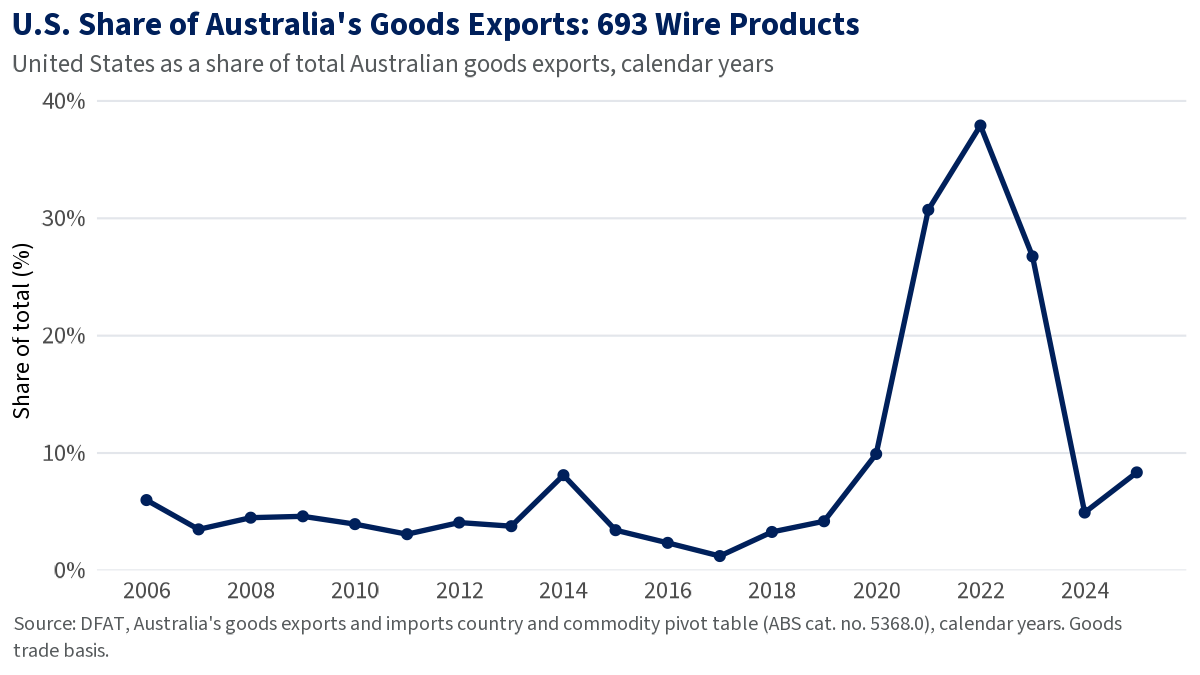 U.S. Share of Australia's Goods Exports: 693 Wire Products
United States as a share of total Australian goods exports, calendar years
40%
30%
20%
10%
0%
Share of total (%)
2006 2008 2010 2012 2014 2016 2018 2020 2022 2024
Source: DFAT, Australia's goods exports and imports country and commodity pivot table (ABS cat. no. 5368.0), calendar years. Goods
trade basis.